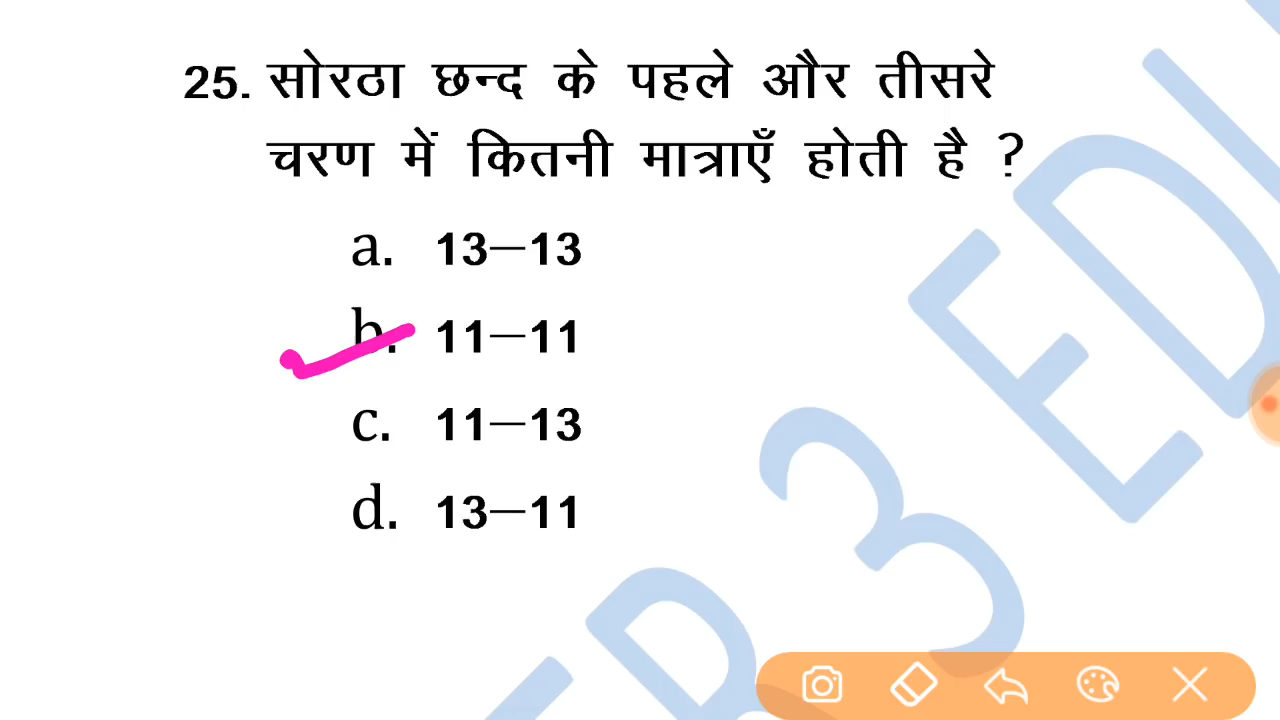 25. सोरठा छन्द के पहले और तीसरे
चरण में कितनी मात्राएँ होती है ?
a. 13–13
b. 11–11
c. 11–13
d. 13–11